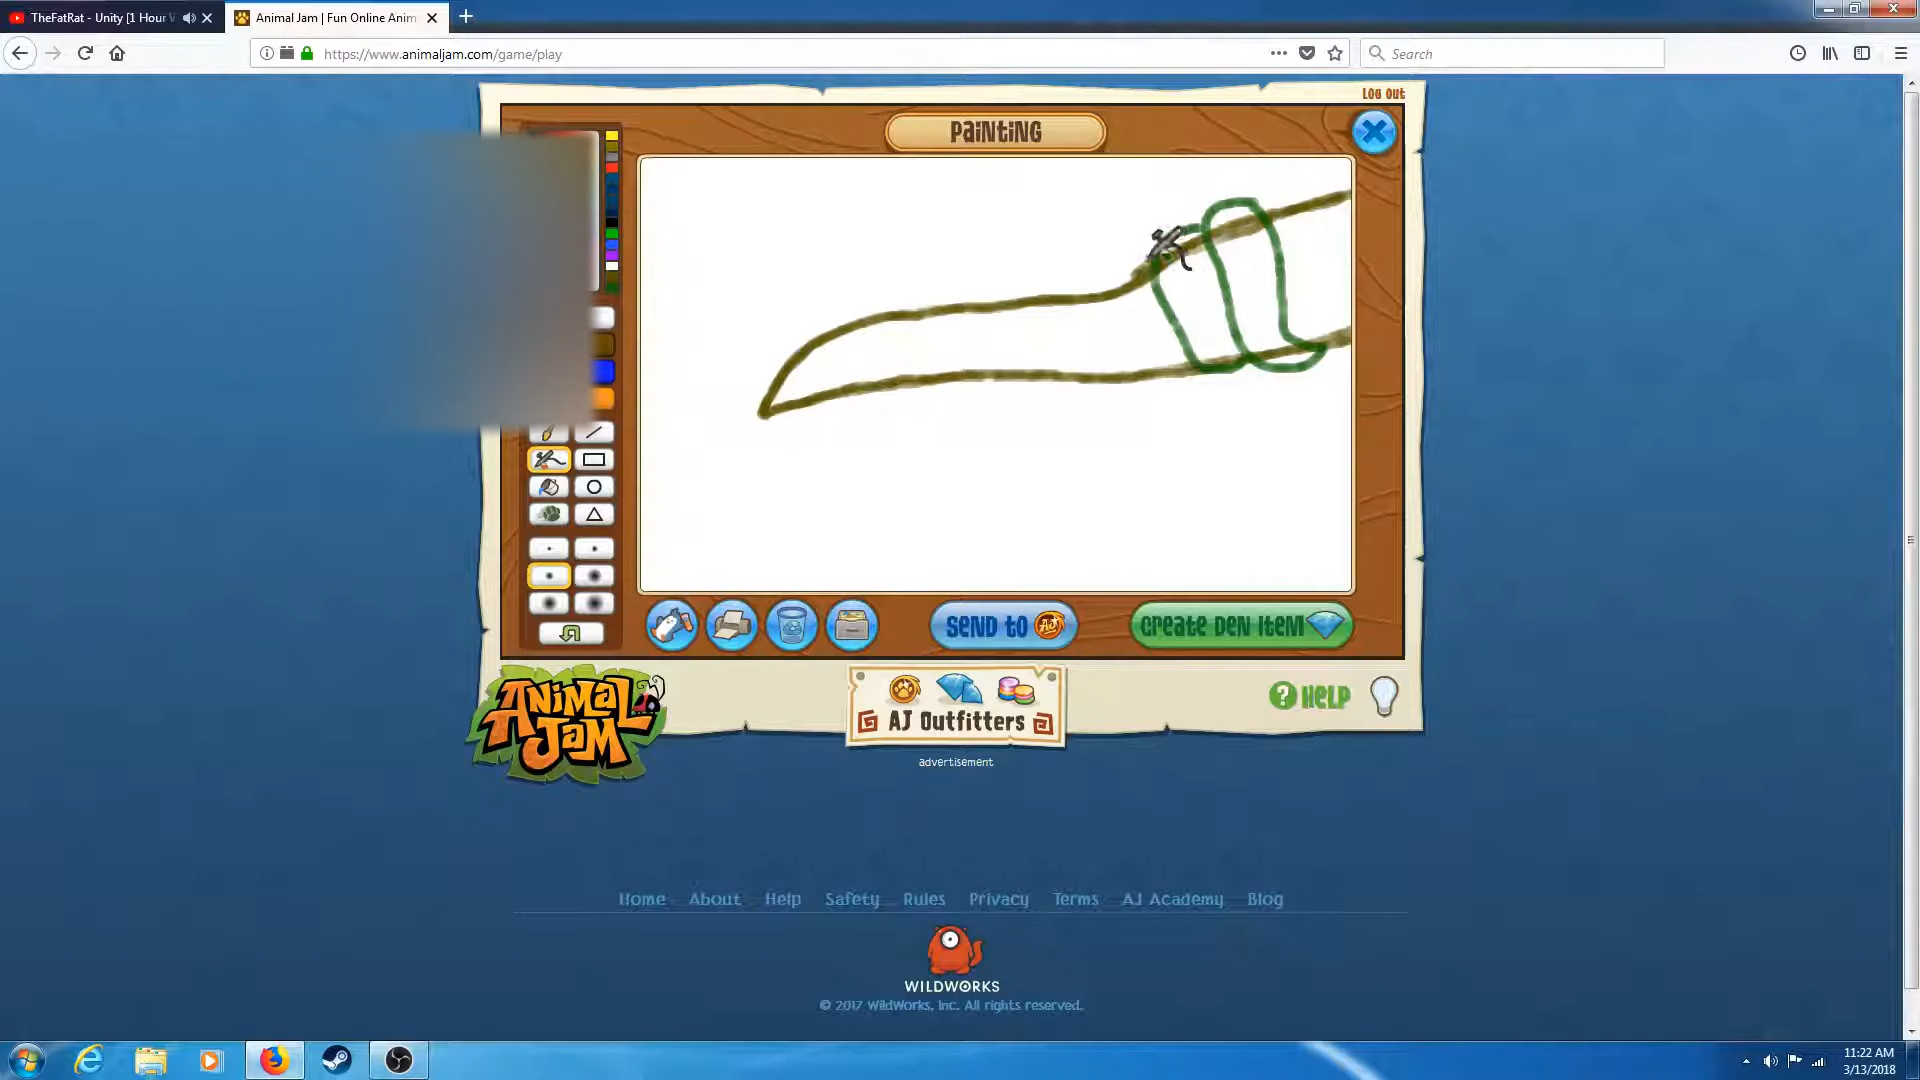 TheFatRat - Unity [1 Hour V
Animal Jam | Fun Online Anim
https://www.animaljam.com/game/play
Search
Log Out
Painting
Send To AJ
Create Den Item
Animal Jam
AJ Outfitters
? Help
advertisement
Home About Help Safety Rules Privacy Terms AJ Academy Blog
WILDWORKS
© 2017 WildWorks, Inc. All rights reserved.
11:22 AM
3/13/2018